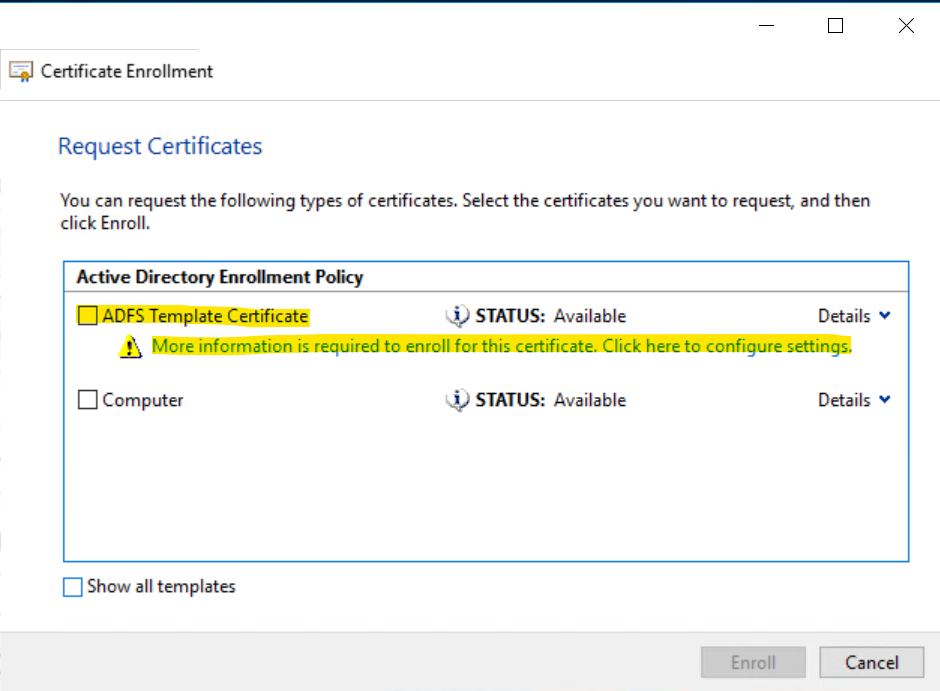 Certificate Enrollment
Request Certificates
You can request the following types of certificates. Select the certificates you want to request, and then
click Enroll.
Active Directory Enrollment Policy
ADFS Template Certificate STATUS: Available Details
More information is required to enroll for this certificate. Click here to configure settings.
Computer STATUS: Available Details
Show all templates
Enroll Cancel